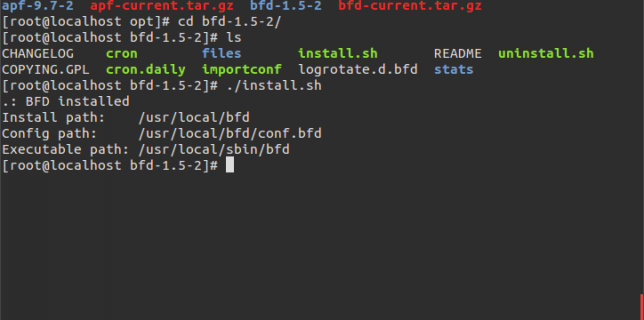 apf-9.7-2 apf-current.tar.gz bfd-1.5-2 bfd-current.tar.gz
[root@localhost opt]# cd bfd-1.5-2/
[root@localhost bfd-1.5-2]# ls
CHANGELOG cron files install.sh README uninstall.sh
COPYING.GPL cron.daily importconf logrotate.d.bfd stats
[root@localhost bfd-1.5-2]# ./install.sh
.: BFD installed
Install path: /usr/local/bfd
Config path: /usr/local/bfd/conf.bfd
Executable path: /usr/local/sbin/bfd
[root@localhost bfd-1.5-2]#